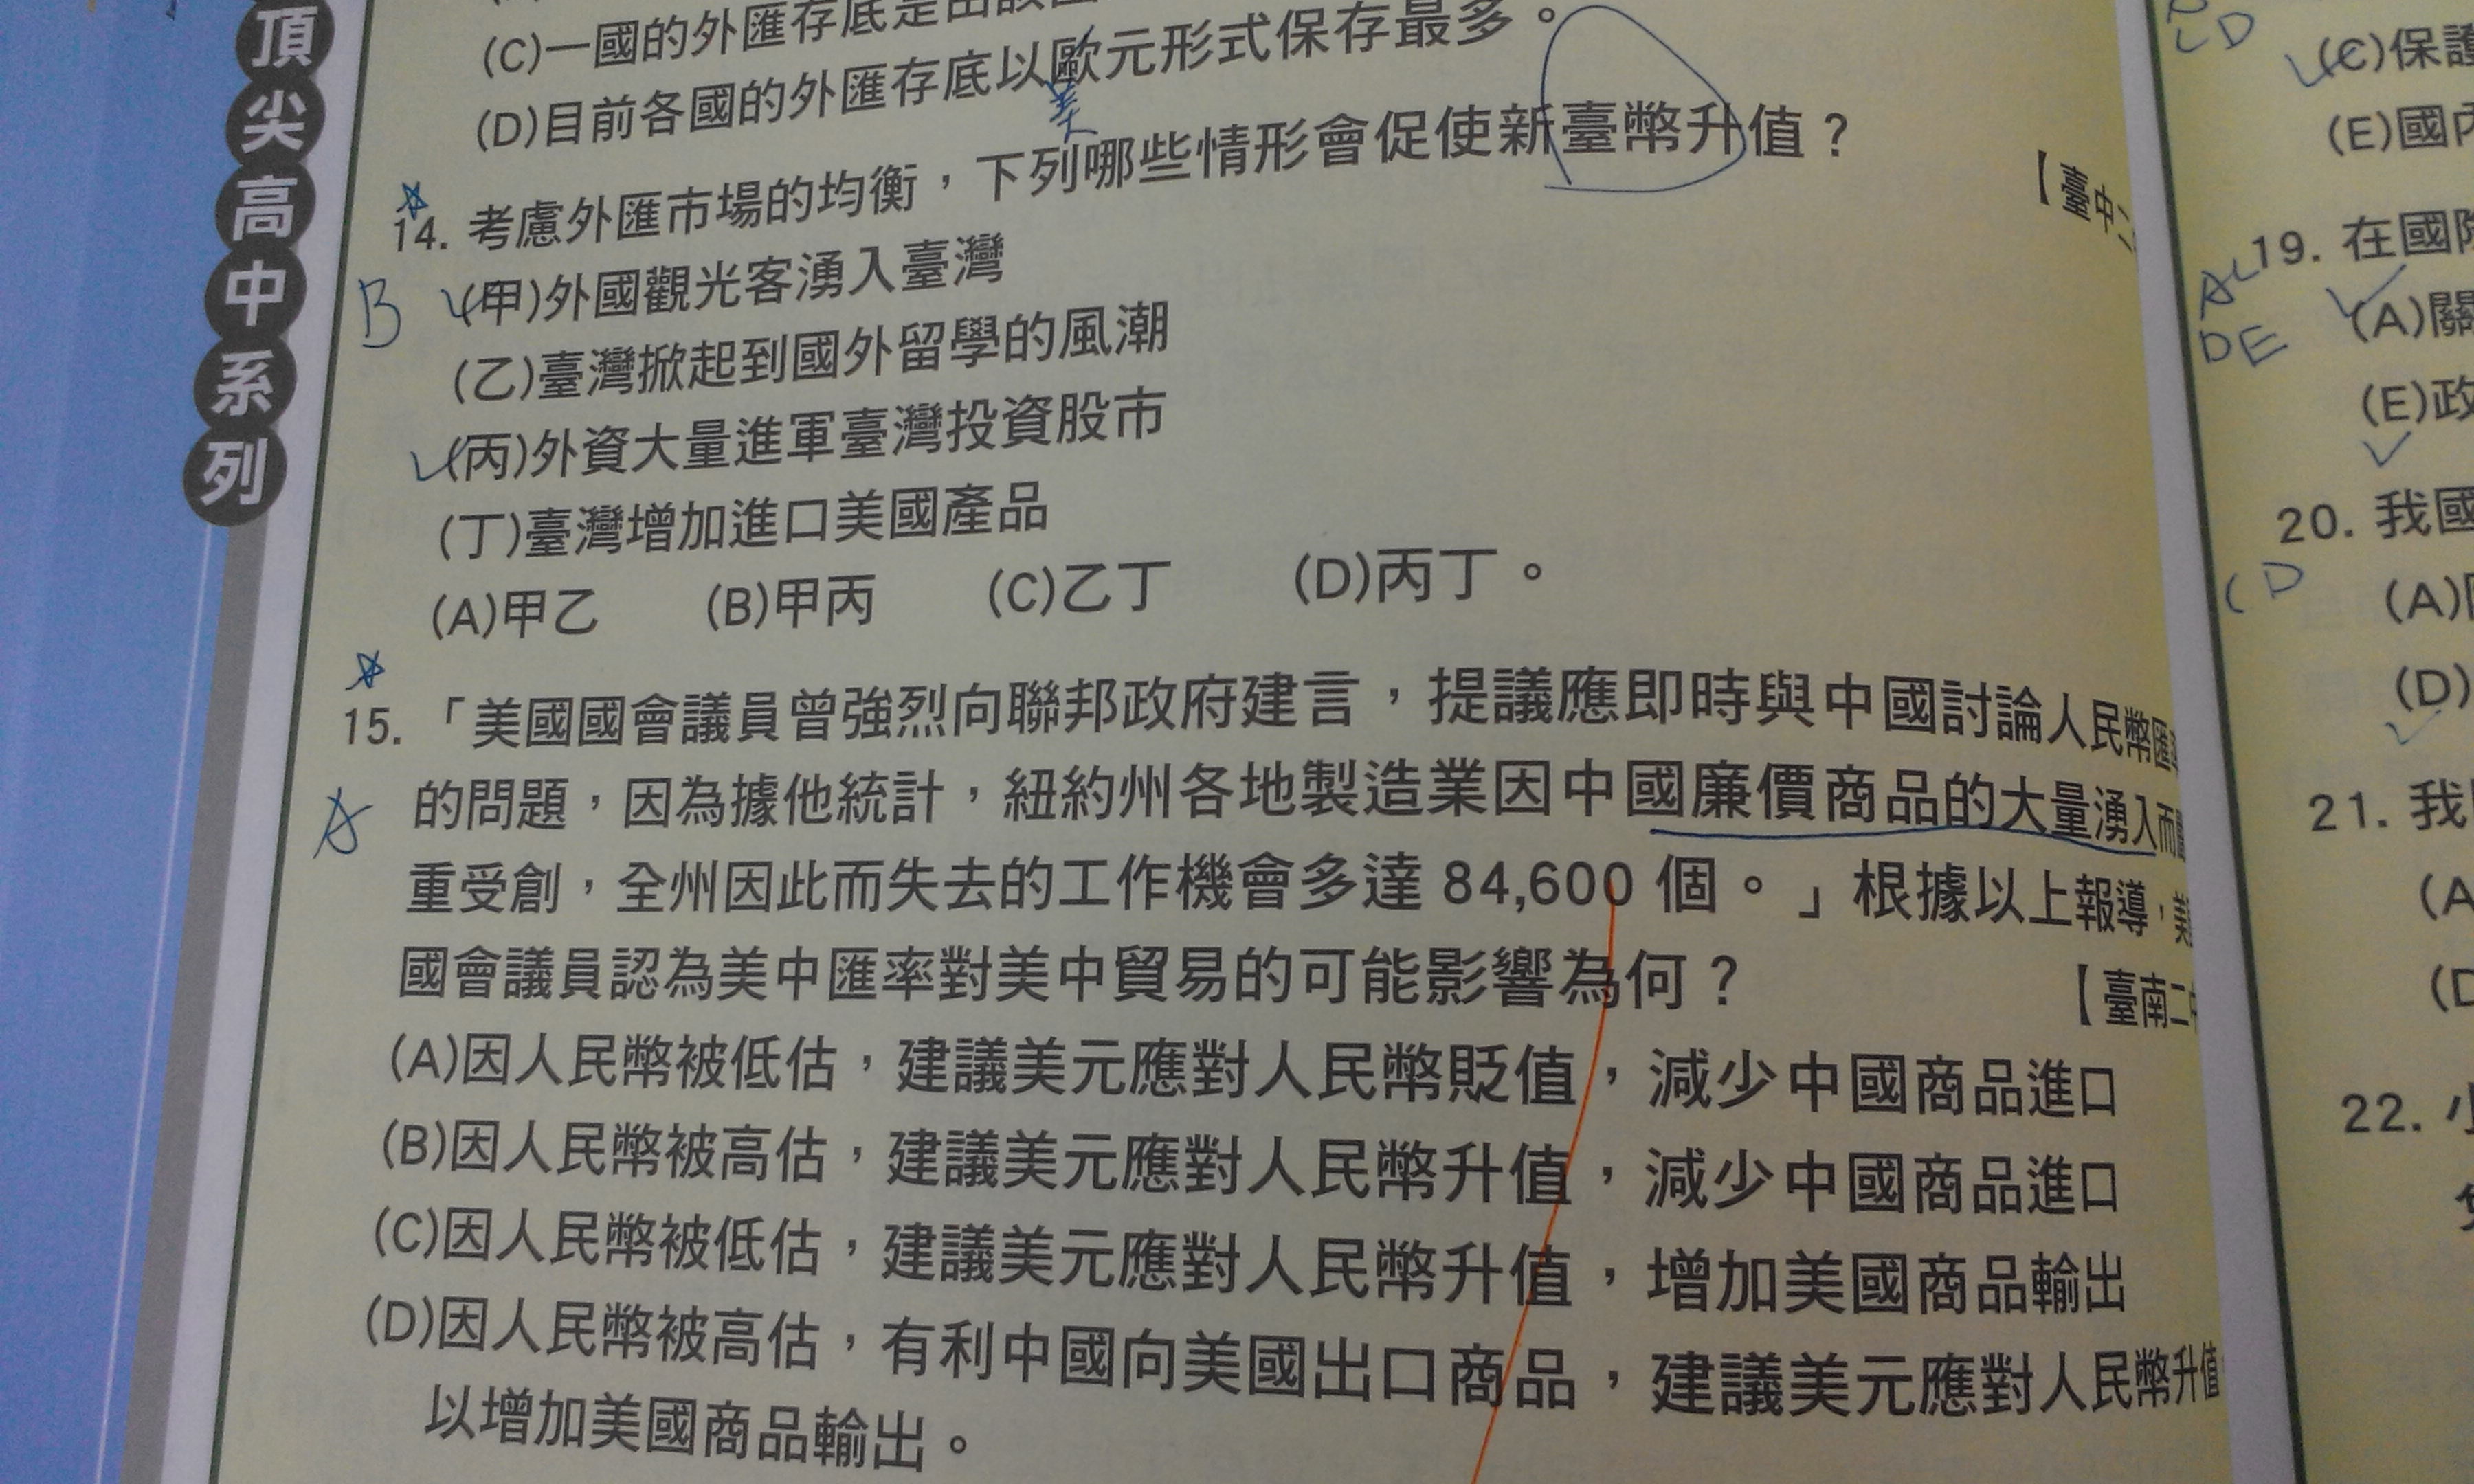 頂尖高中系列
(C)一國的外匯存底是由該
(D)目前各國的外匯存底以歐元形式保存最多。
美
14. 考慮外匯市場的均衡，下列哪些情形會促使新臺幣升值？
【臺中
B
(甲)外國觀光客湧入臺灣
(乙)臺灣掀起到國外留學的風潮
(丙)外資大量進軍臺灣投資股市
(丁)臺灣增加進口美國產品
(A)甲乙 (B)甲丙 (C)乙丁 (D)丙丁。
15. 「美國國會議員曾強烈向聯邦政府建言，提議應即時與中國討論人民幣匯
A
的問題，因為據他統計，紐約州各地製造業因中國廉價商品的大量湧入而
重受創，全州因此而失去的工作機會多達 84,600 個。」根據以上報導，美
國會議員認為美中匯率對美中貿易的可能影響為何？
【臺南二
(A)因人民幣被低估，建議美元應對人民幣貶值，減少中國商品進口
(B)因人民幣被高估，建議美元應對人民幣升值，減少中國商品進口
(C)因人民幣被低估，建議美元應對人民幣升值，增加美國商品輸出
(D)因人民幣被高估，有利中國向美國出口商品，建議美元應對人民幣升值
以增加美國商品輸出。
D
(C)保護
(E)國內
19. 在國際
A
DE
(A)關
(E)政
20. 我國
CD
(A)
(D)
21. 我
(A
(D
22. 小